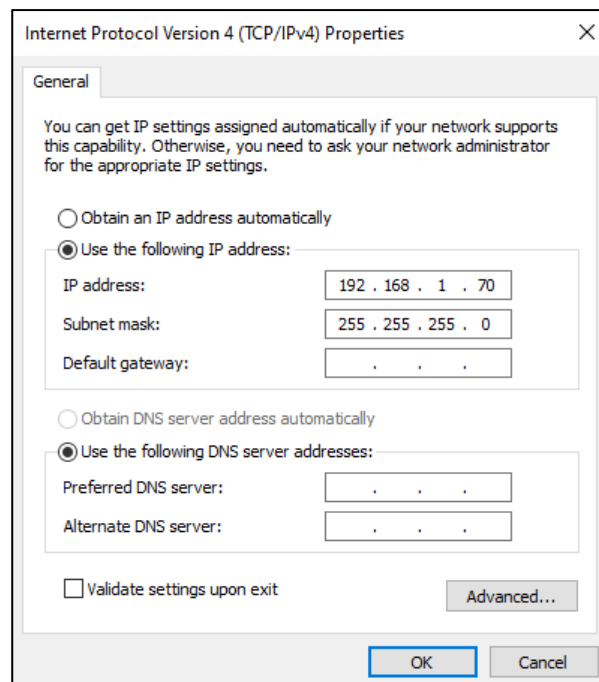 Internet Protocol Version 4 (TCP/IPv4) Properties
General
You can get IP settings assigned automatically if your network supports
this capability. Otherwise, you need to ask your network administrator
for the appropriate IP settings.
Obtain an IP address automatically
Use the following IP address:
IP address: 192 . 168 . 1 . 70
Subnet mask: 255 . 255 . 255 . 0
Default gateway: . . .
Obtain DNS server address automatically
Use the following DNS server addresses:
Preferred DNS server: . . .
Alternate DNS server: . . .
Validate settings upon exit
Advanced...
OK Cancel